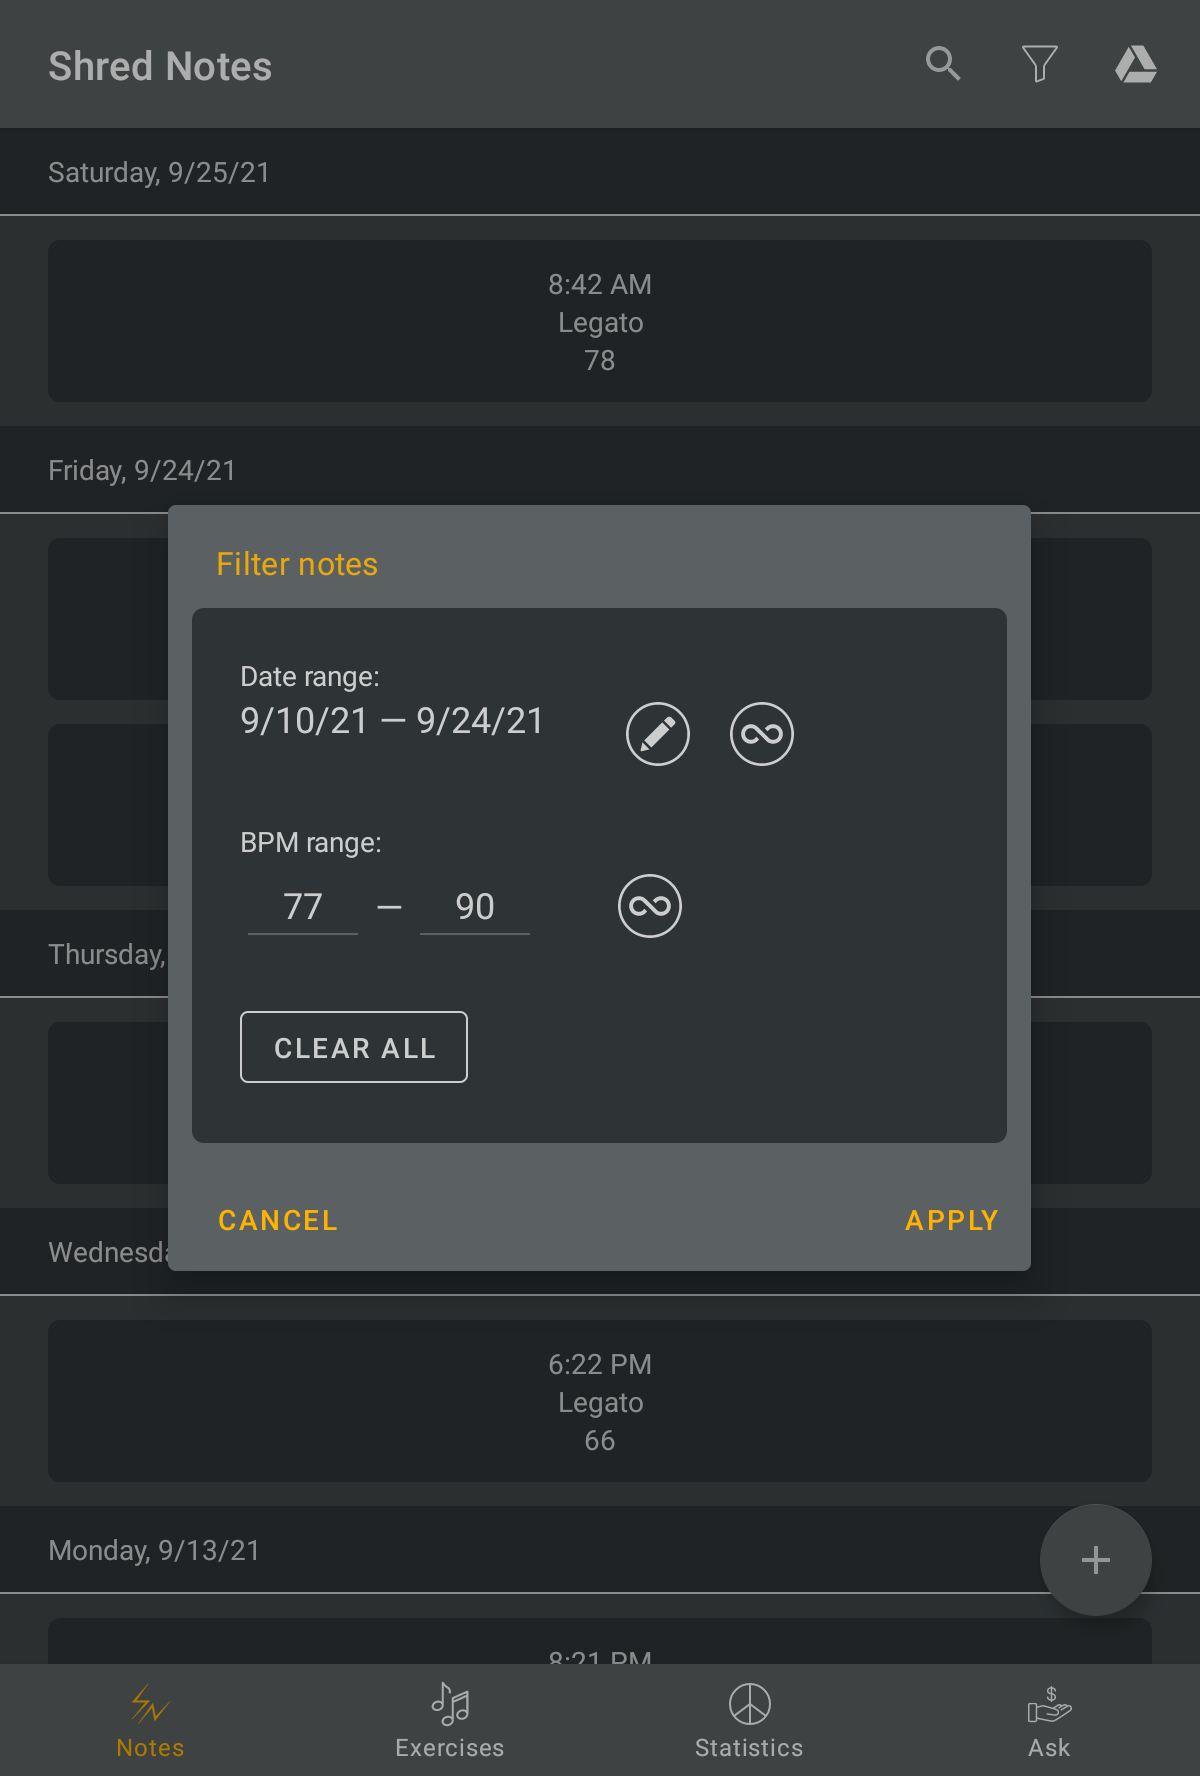 Shred Notes
Saturday, 9/25/21
8:42 AM
Legato
78
Friday, 9/24/21
Filter notes
Date range:
9/10/21 — 9/24/21
BPM range:
77 — 90
Thursday,
CLEAR ALL
CANCEL APPLY
6:22 PM
Legato
66
Monday, 9/13/21
8:21 PM
Notes Exercises Statistics Ask